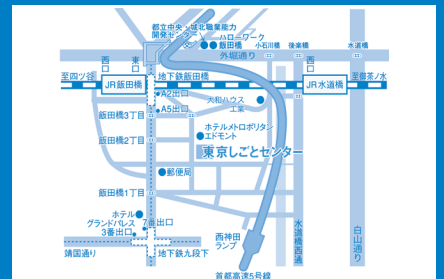 都立中央・城北職業能力
開発センター
ハローワーク
飯田橋
小石川橋
後楽橋
水道橋
外堀通り
西口
東口
西口
至四ツ谷
JR飯田橋
地下鉄飯田橋
JR水道橋
至御茶ノ水
A2出口
大和ハウス
工業
A5出口
飯田橋3丁目
ホテルメトロポリタン
エドモント
飯田橋2丁目
東京しごとセンター
郵便局
飯田橋1丁目
ホテル
グランドパレス
7番出口
3番出口
西神田
ランプ
水道橋西通
白山通り
靖国通り
地下鉄九段下
首都高速5号線